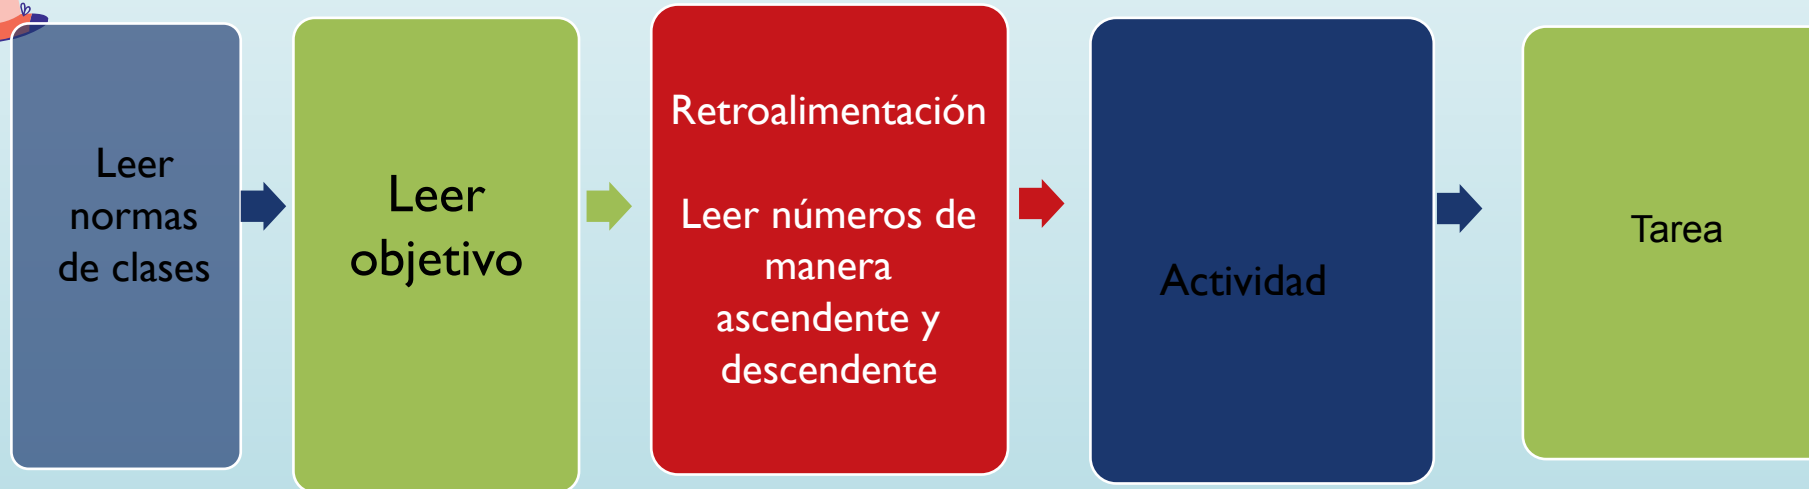 Leer
normas
de clases
Leer
objetivo
Retroalimentación
Leer números de
manera
ascendente y
descendente
Actividad
Tarea